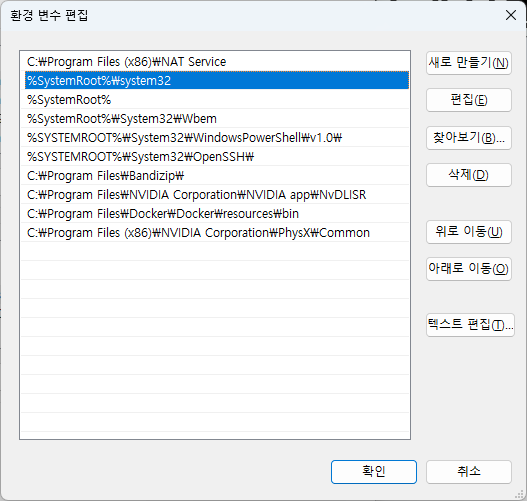 환경 변수 편집
C:₩Program Files (x86)₩NAT Service
%SystemRoot%₩system32
%SystemRoot%
%SystemRoot%₩System32₩Wbem
%SYSTEMROOT%₩System32₩WindowsPowerShell₩v1.0₩
%SYSTEMROOT%₩System32₩OpenSSH₩
C:₩Program Files₩Bandizip₩
C:₩Program Files₩NVIDIA Corporation₩NVIDIA app₩NvDLISR
C:₩Program Files₩Docker₩Docker₩resources₩bin
C:₩Program Files (x86)₩NVIDIA Corporation₩PhysX₩Common
새로 만들기(N)
편집(E)
찾아보기(B)...
삭제(D)
위로 이동(U)
아래로 이동(O)
텍스트 편집(T)...
확인
취소